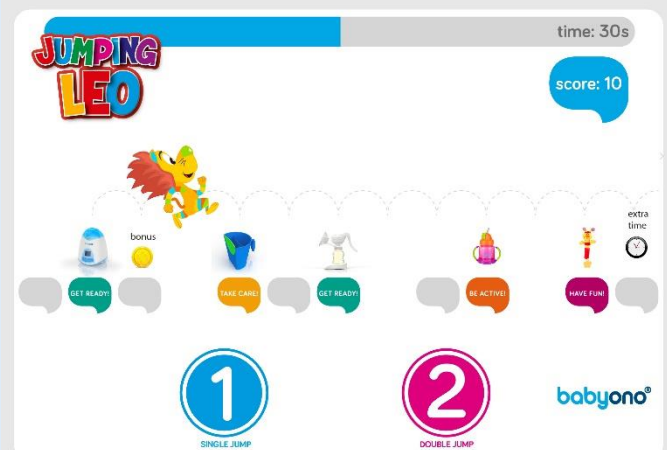 time: 30s
JUMPING
LEO
score: 10
extra
time
bonus
GET READY!
TAKE CARE!
GET READY!
BE ACTIVE!
HAVE FUN!
1
2
babyono®
SINGLE JUMP
DOUBLE JUMP